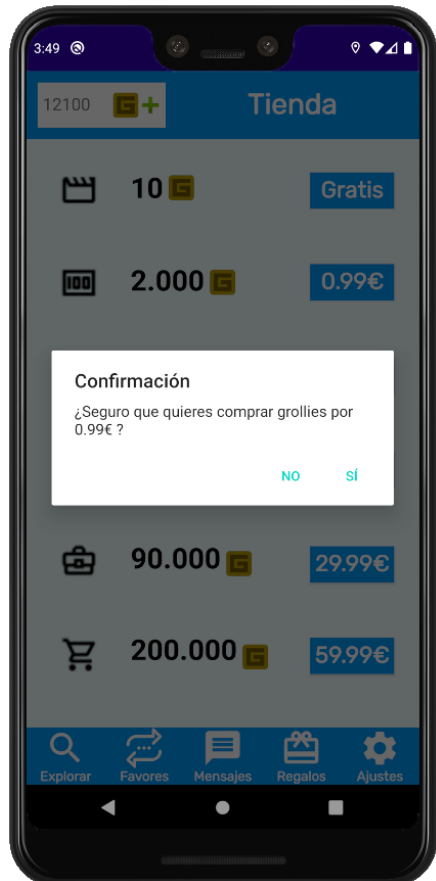 3:49
12100 G+ Tienda
10 G Gratis
100 2.000 G 0.99€
Confirmación
¿Seguro que quieres comprar grollies por
0.99€ ?
NO SÍ
90.000 G 29.99€
200.000 G 59.99€
Explorar Favores Mensajes Regalos Ajustes